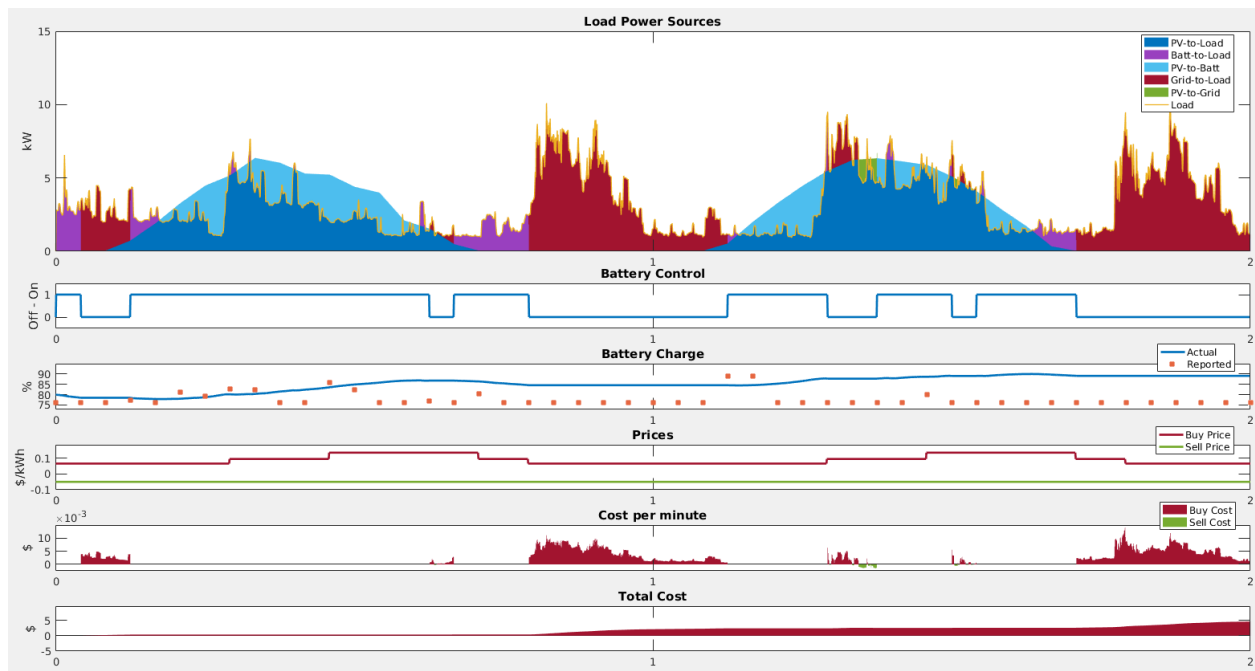 Load Power Sources
15
10
5
0
kW
PV-to-Load
Batt-to-Load
PV-to-Batt
Grid-to-Load
PV-to-Grid
Load
0
1
2
Battery Control
1
0
Off - On
0
1
2
Battery Charge
90
85
80
75
%
Actual
Reported
0
1
2
Prices
0.1
0
-0.1
$/kWh
Buy Price
Sell Price
0
1
2
Cost per minute
×10⁻³
10
5
0
$
Buy Cost
Sell Cost
0
1
2
Total Cost
5
0
-5
$
0
1
2